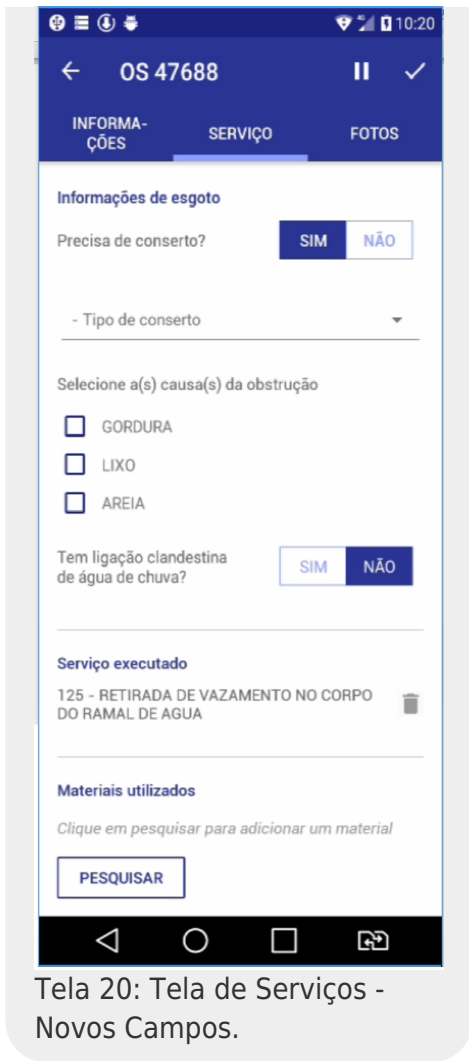 10:20
OS 47688
INFORMA-
ÇÕES
SERVIÇO
FOTOS
Informações de esgoto
Precisa de conserto?
SIM
NÃO
- Tipo de conserto
Selecione a(s) causa(s) da obstrução
GORDURA
LIXO
AREIA
Tem ligação clandestina
de água de chuva?
SIM
NÃO
Serviço executado
125 - RETIRADA DE VAZAMENTO NO CORPO
DO RAMAL DE AGUA
Materiais utilizados
Clique em pesquisar para adicionar um material
PESQUISAR
Tela 20: Tela de Serviços -
Novos Campos.